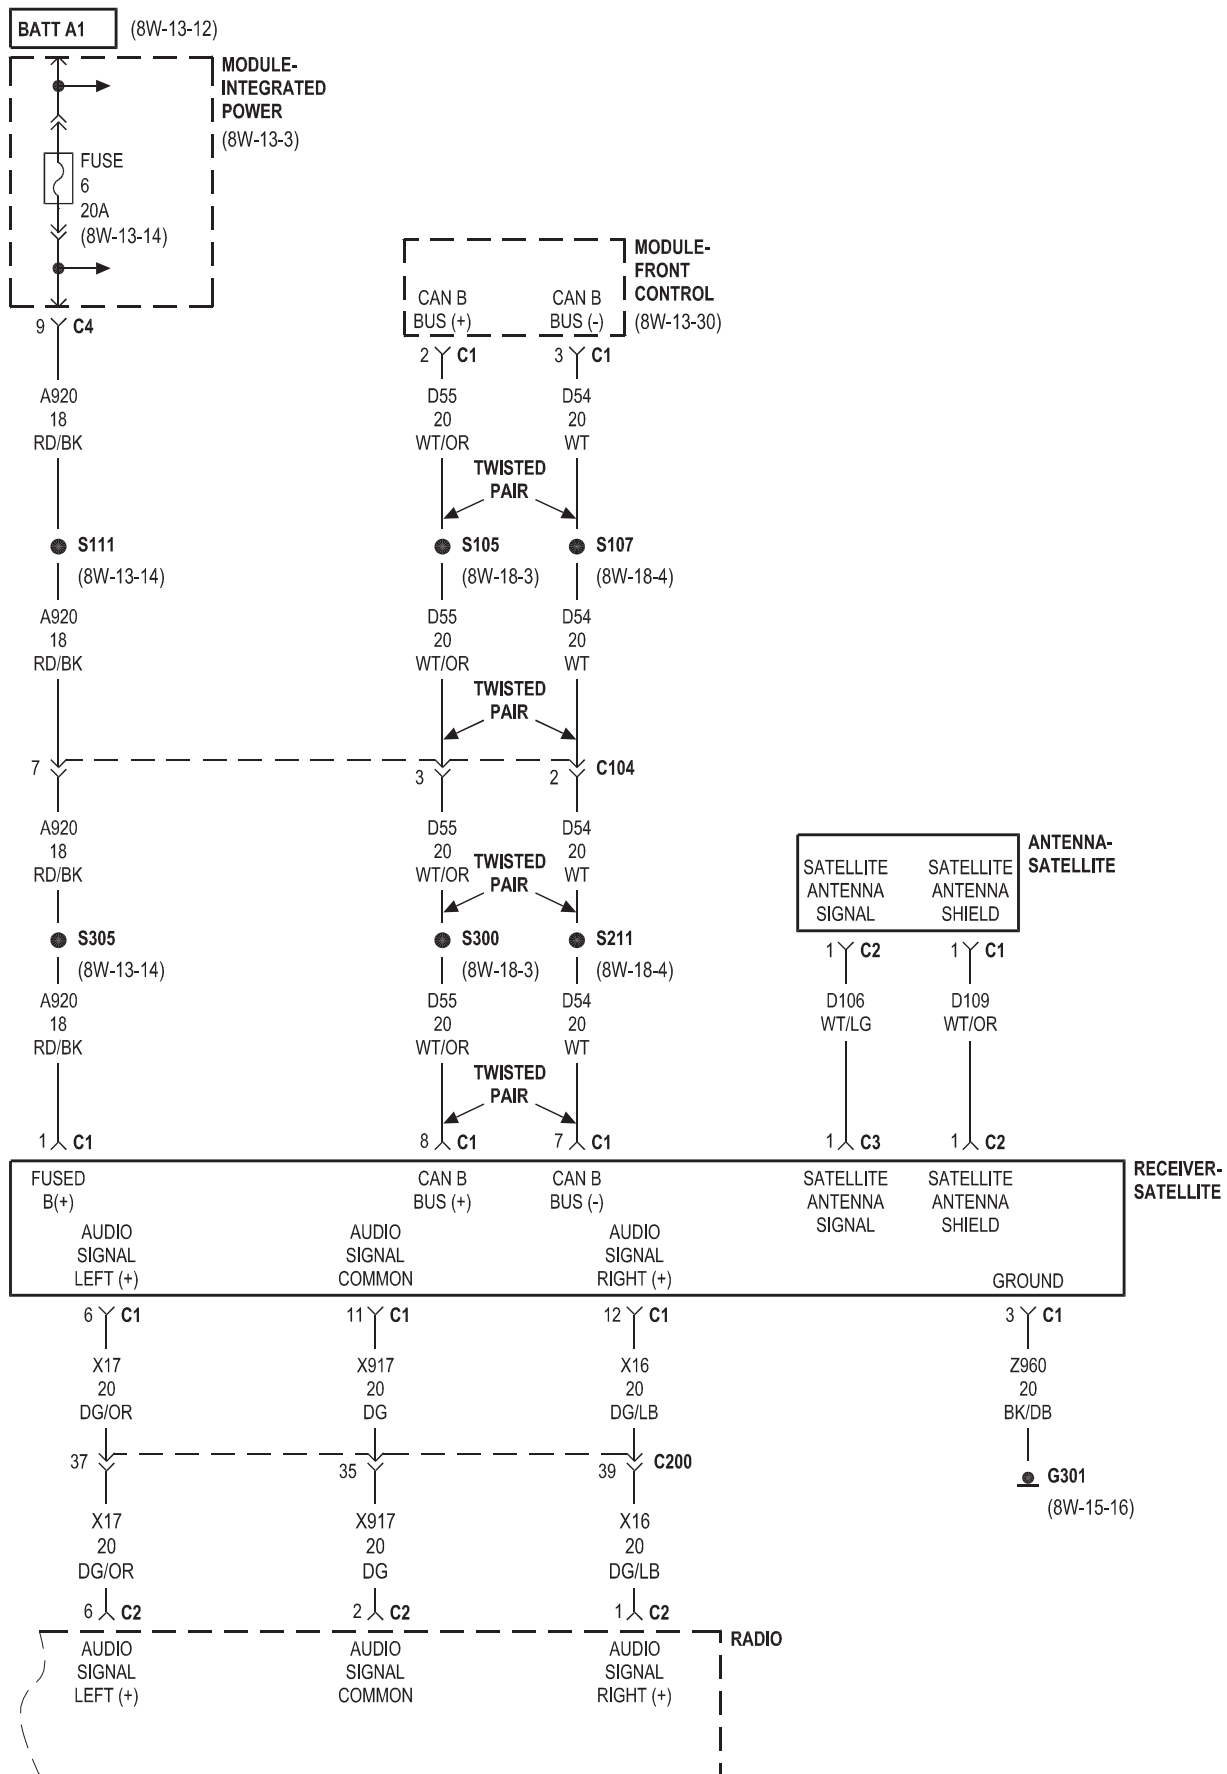 BATT A1 (8W-13-12)
MODULE-
INTEGRATED
POWER
(8W-13-3)
FUSE
6
20A
(8W-13-14)
9 C4
MODULE-
FRONT
CONTROL
(8W-13-30)
CAN B
BUS (+)
CAN B
BUS (-)
2 C1
3 C1
A920
18
RD/BK
D55
20
WT/OR
D54
20
WT
TWISTED
PAIR
S111
(8W-13-14)
S105
(8W-18-3)
S107
(8W-18-4)
A920
18
RD/BK
D55
20
WT/OR
D54
20
WT
TWISTED
PAIR
7
3
2
C104
A920
18
RD/BK
D55
20
WT/OR
D54
20
WT
TWISTED
PAIR
S305
(8W-13-14)
S300
(8W-18-3)
S211
(8W-18-4)
ANTENNA-
SATELLITE
SATELLITE
ANTENNA
SIGNAL
SATELLITE
ANTENNA
SHIELD
1 C2
1 C1
A920
18
RD/BK
D55
20
WT/OR
D54
20
WT
D106
WT/LG
D109
WT/OR
TWISTED
PAIR
1 C1
8 C1
7 C1
1 C3
1 C2
RECEIVER-
SATELLITE
FUSED
B(+)
CAN B
BUS (+)
CAN B
BUS (-)
SATELLITE
ANTENNA
SIGNAL
SATELLITE
ANTENNA
SHIELD
AUDIO
SIGNAL
LEFT (+)
AUDIO
SIGNAL
COMMON
AUDIO
SIGNAL
RIGHT (+)
GROUND
6 C1
11 C1
12 C1
3 C1
X17
20
DG/OR
X917
20
DG
X16
20
DG/LB
Z960
20
BK/DB
37
35
39
C200
G301
(8W-15-16)
X17
20
DG/OR
X917
20
DG
X16
20
DG/LB
6 C2
2 C2
1 C2
RADIO
AUDIO
SIGNAL
LEFT (+)
AUDIO
SIGNAL
COMMON
AUDIO
SIGNAL
RIGHT (+)